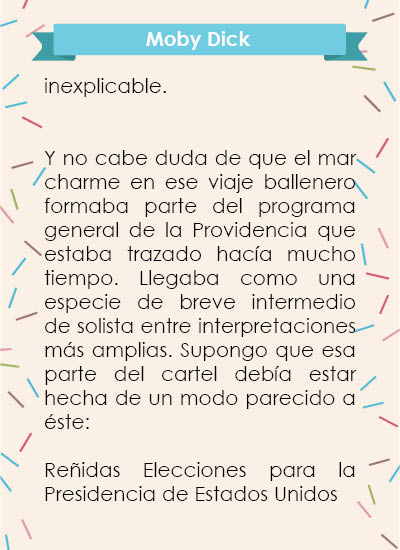 Moby Dick
inexplicable.
Y no cabe duda de que el mar
charme en ese viaje ballenero
formaba parte del programa
general de la Providencia que
estaba trazado hacía mucho
tiempo. Llegaba como una
especie de breve intermedio
de solista entre interpretaciones
más amplias. Supongo que esa
parte del cartel debía estar
hecha de un modo parecido a
éste:
Reñidas Elecciones para la
Presidencia de Estados Unidos